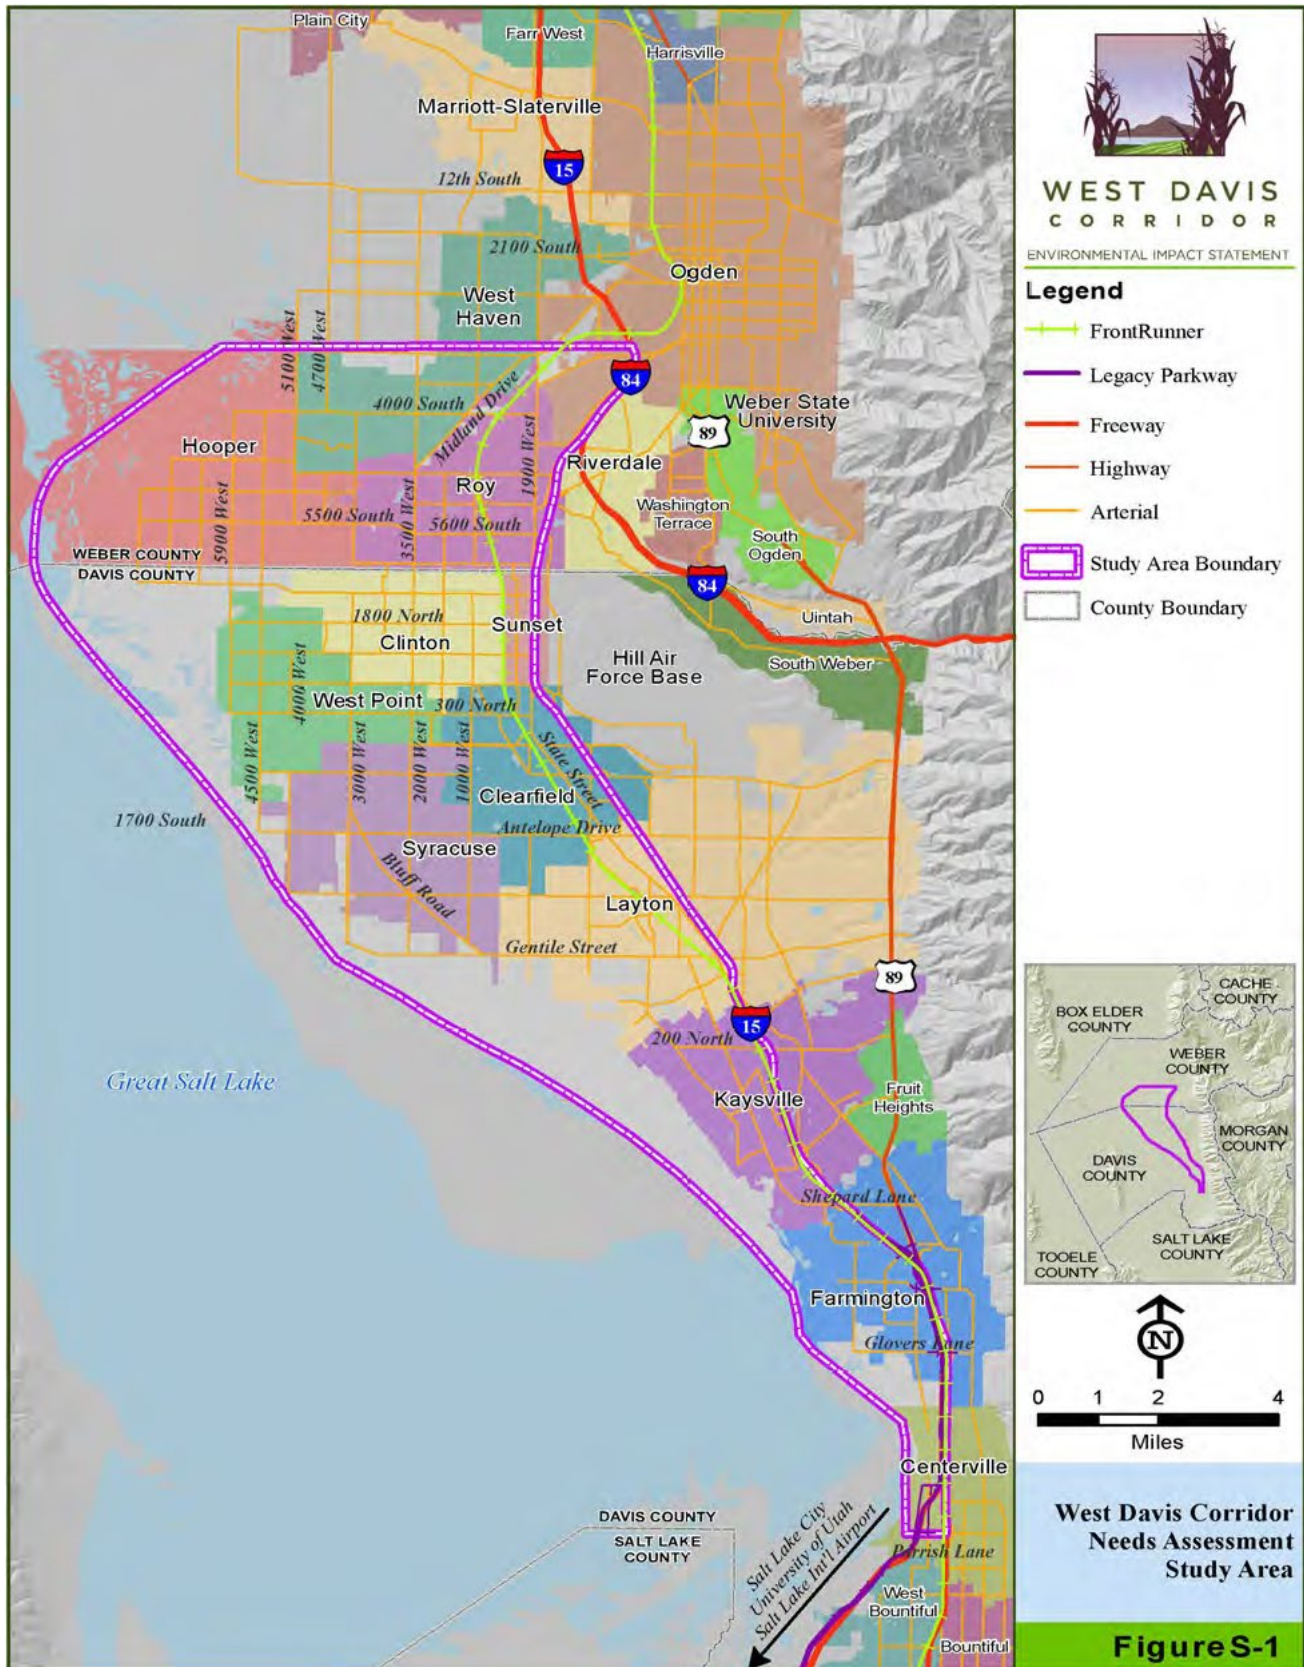 Plain City
Farr West
Harrisville
Marriott-Slaterville
15
12th South
2100 South
Ogden
West
Haven
5100 West
4700 West
84
4000 South
Midland Drive
Weber State
University
89
Hooper
1900 West
Riverdale
Roy
5900 West
3500 West
Washington
Terrace
5500 South
5600 South
South
Ogden
WEBER COUNTY
DAVIS COUNTY
84
1800 North
Sunset
Uintah
Clinton
Hill Air
Force Base
South Weber
4000 West
West Point
300 North
4500 West
3000 West
2000 West
1000 West
State Street
Clearfield
1700 South
Antelope Drive
Syracuse
Bluff Road
Layton
Gentile Street
89
15
200 North
Great Salt Lake
Kaysville
Fruit
Heights
Shepard Lane
Farmington
Glovers Lane
Centerville
DAVIS COUNTY
SALT LAKE
COUNTY
Salt Lake City
University of Utah
Salt Lake Int'l Airport
Parrish Lane
West
Bountiful
Bountiful
WEST DAVIS
CORRIDOR
ENVIRONMENTAL IMPACT STATEMENT
Legend
FrontRunner
Legacy Parkway
Freeway
Highway
Arterial
Study Area Boundary
County Boundary
CACHE
COUNTY
BOX ELDER
COUNTY
WEBER
COUNTY
MORGAN
COUNTY
DAVIS
COUNTY
SALT LAKE
COUNTY
TOOELE
COUNTY
N
0 1 2 4
Miles
West Davis Corridor
Needs Assessment
Study Area
Figure S-1